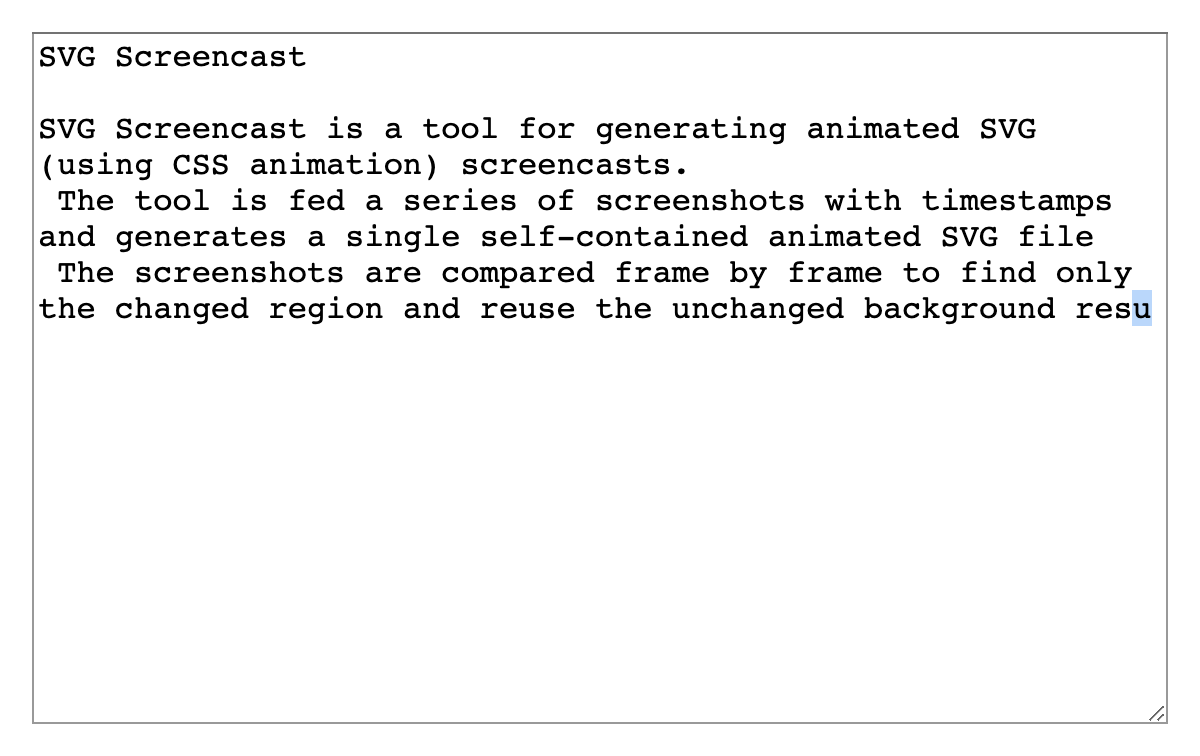 SVG Screencast

SVG Screencast is a tool for generating animated SVG
(using CSS animation) screencasts.
 The tool is fed a series of screenshots with timestamps
and generates a single self-contained animated SVG file
 The screenshots are compared frame by frame to find only
the changed region and reuse the unchanged background resu